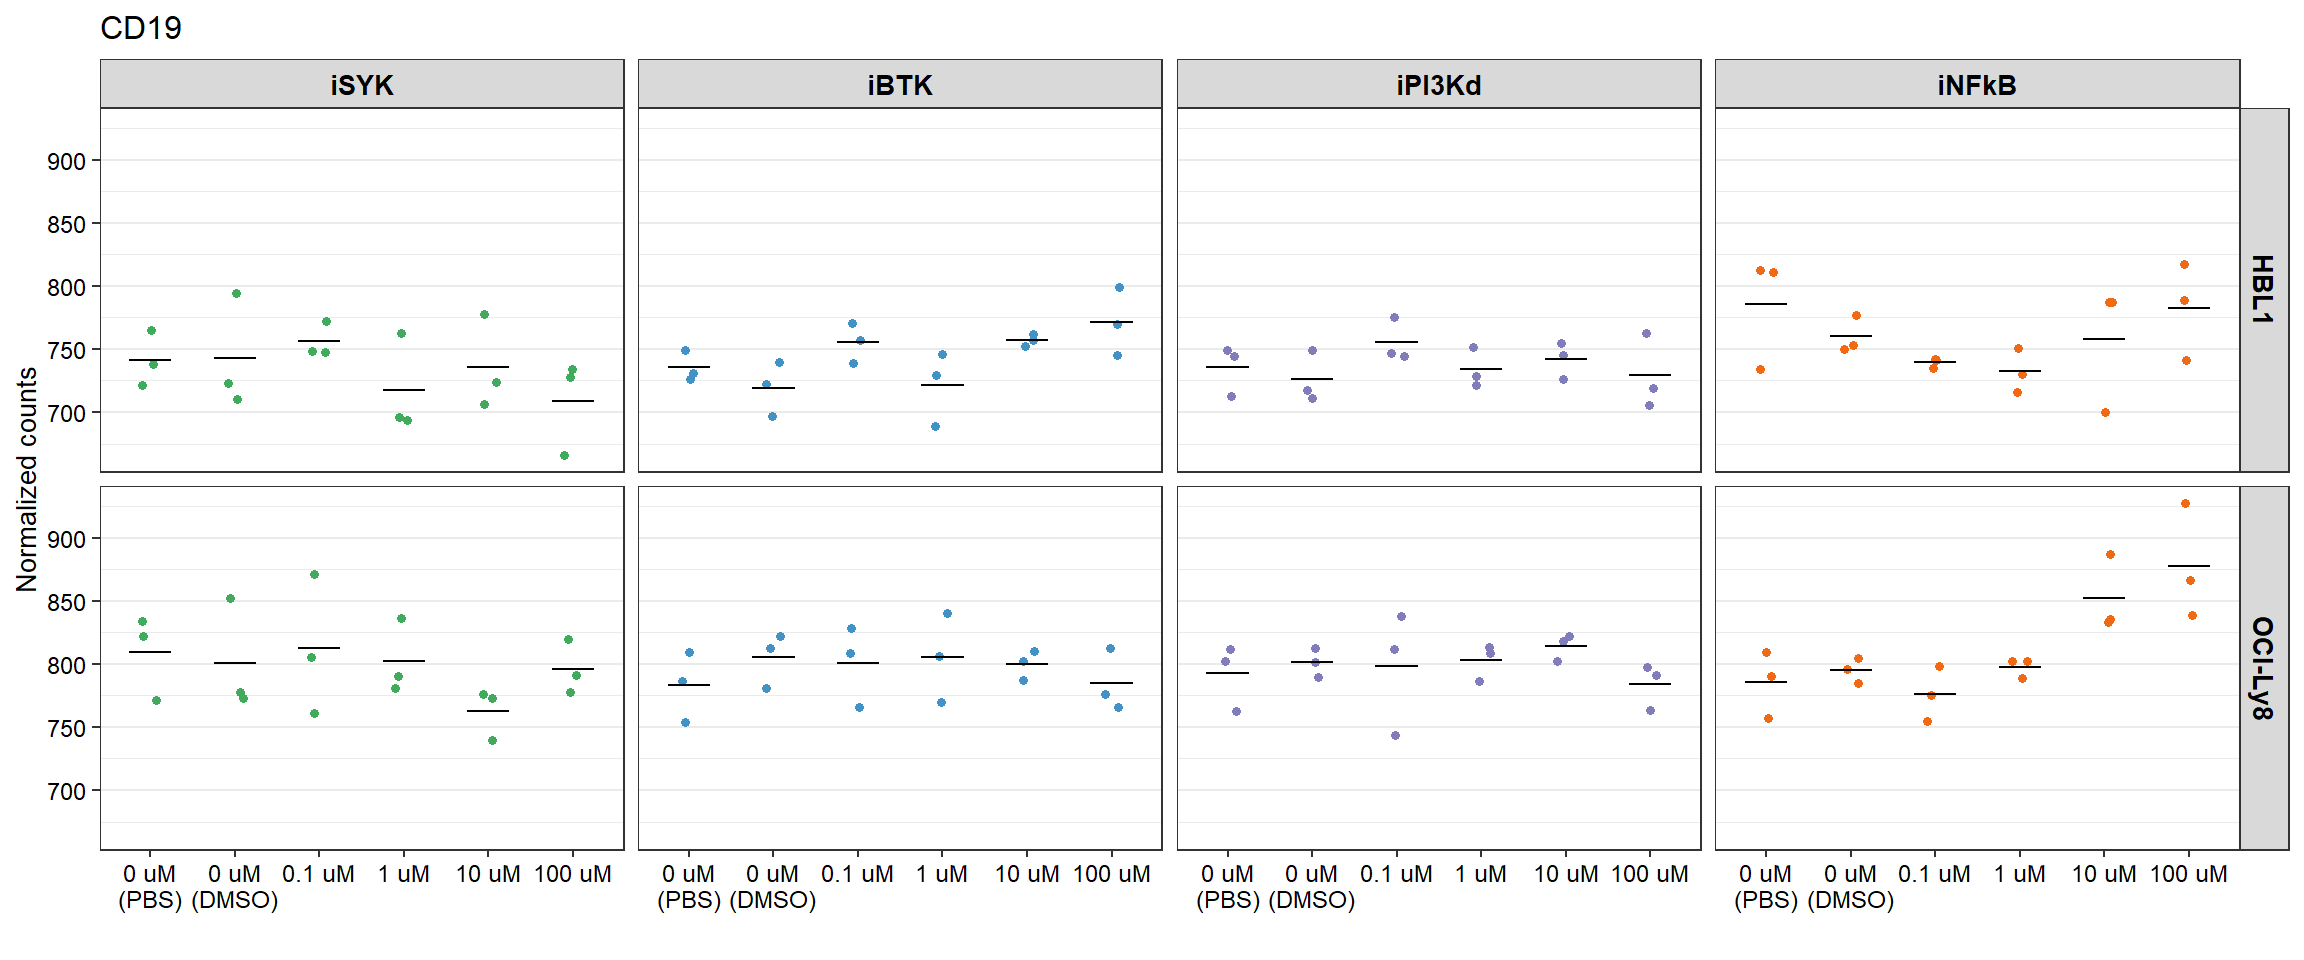 CD19
iSYK
iBTK
iPI3Kd
iNFkB
Normalized counts
900
850
800
750
700
HBL1
900
850
800
750
700
OCI-Ly8
0 uM (PBS)
0 uM (DMSO)
0.1 uM
1 uM
10 uM
100 uM
0 uM (PBS)
0 uM (DMSO)
0.1 uM
1 uM
10 uM
100 uM
0 uM (PBS)
0 uM (DMSO)
0.1 uM
1 uM
10 uM
100 uM
0 uM (PBS)
0 uM (DMSO)
0.1 uM
1 uM
10 uM
100 uM